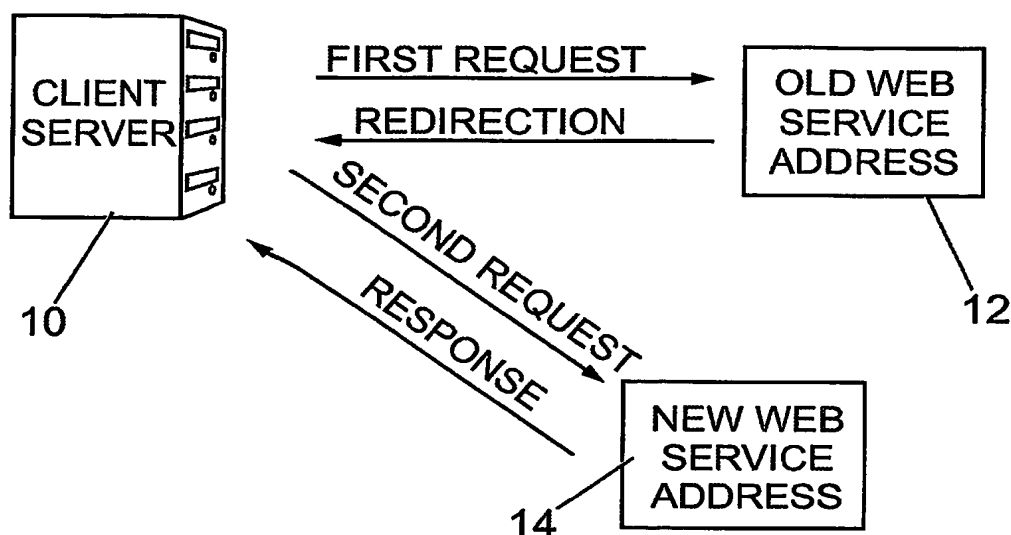 CLIENT
SERVER
FIRST REQUEST
REDIRECTION
OLD WEB
SERVICE
ADDRESS
SECOND REQUEST
RESPONSE
10
12
NEW WEB
SERVICE
ADDRESS
14